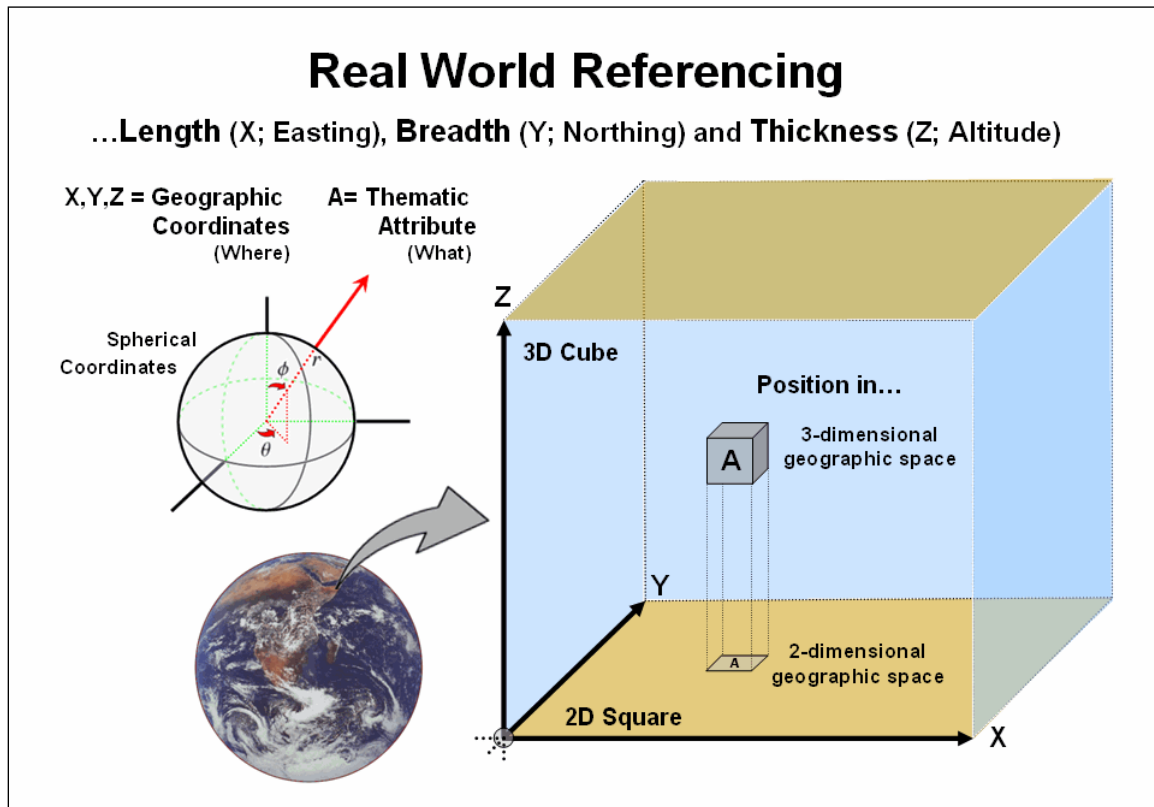 Real World Referencing
…Length (X; Easting), Breadth (Y; Northing) and Thickness (Z; Altitude)
X,Y,Z = Geographic
Coordinates
(Where)
A= Thematic
Attribute
(What)
Spherical
Coordinates
ϕ
r
θ
Z
3D Cube
Position in…
A
3-dimensional
geographic space
Y
A
2-dimensional
geographic space
2D Square
X